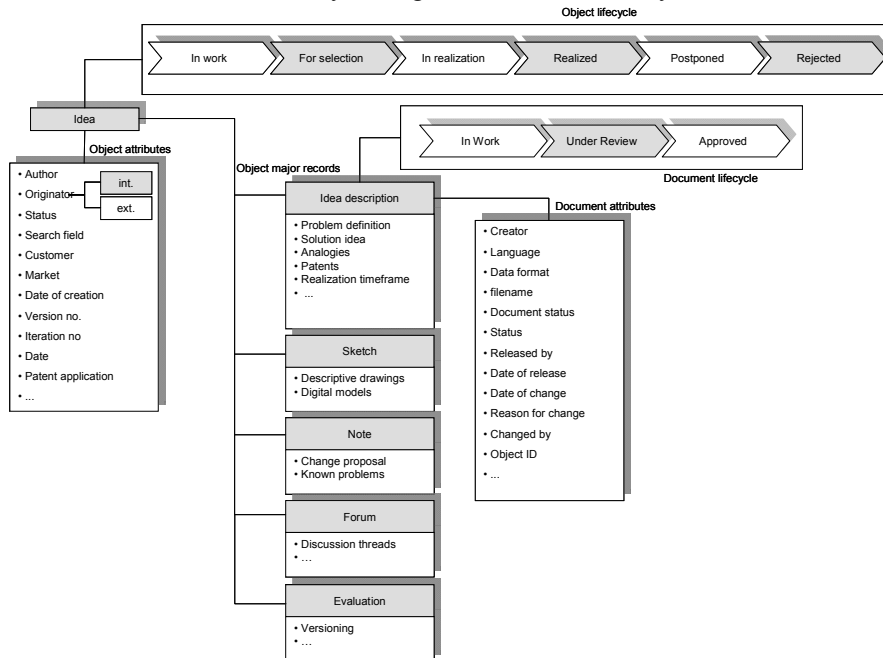 Object lifecycle
In work
For selection
In realization
Realized
Postponed
Rejected
Idea
In Work
Under Review
Approved
Document lifecycle
Object attributes
• Author
• Originator
int.
ext.
• Status
• Search field
• Customer
• Market
• Date of creation
• Version no.
• Iteration no
• Date
• Patent application
• ...
Object major records
Idea description
• Problem definition
• Solution idea
• Analogies
• Patents
• Realization timeframe
• ...
Document attributes
• Creator
• Language
• Data format
• filename
• Document status
• Status
• Released by
• Date of release
• Date of change
• Reason for change
• Changed by
• Object ID
• ...
Sketch
• Descriptive drawings
• Digital models
Note
• Change proposal
• Known problems
Forum
• Discussion threads
• ...
Evaluation
• Versioning
• ...